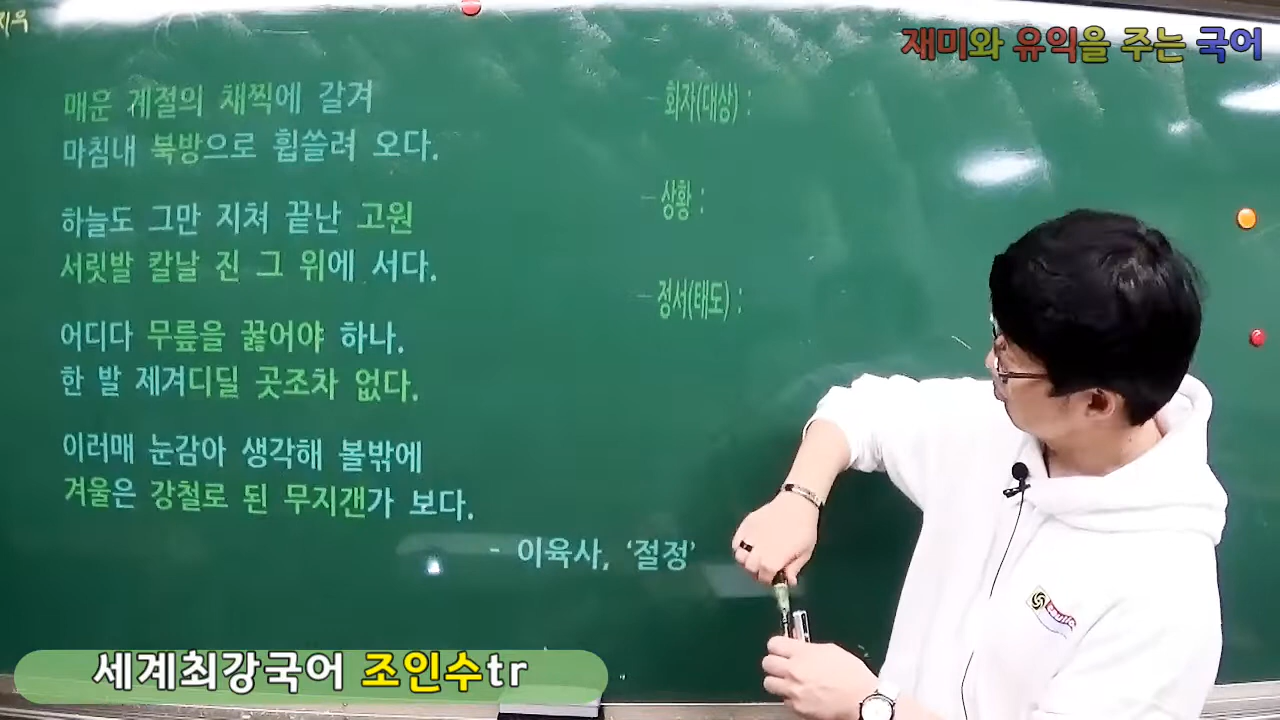 지우
재미와 유익을 주는 국어
매운 계절의 채찍에 갈겨
마침내 북방으로 휩쓸려 오다.
하늘도 그만 지쳐 끝난 고원
서릿발 칼날 진 그 위에 서다.
어디다 무릎을 꿇어야 하나.
한 발 제겨디딜 곳조차 없다.
이러매 눈감아 생각해 볼밖에
겨울은 강철로 된 무지갠가 보다.
- 이육사, ‘절정’
- 화자(대상) :
- 상황 :
- 정서(태도) :
세계최강국어 조인수tr